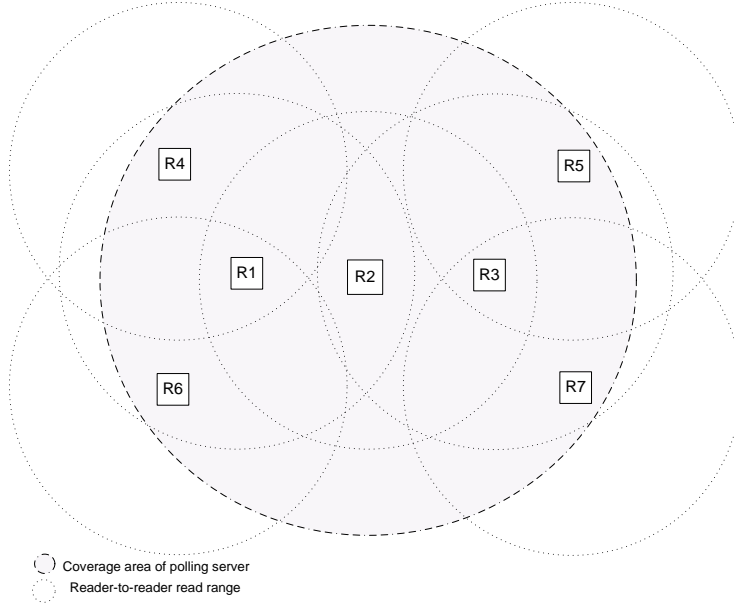 R4
R5
R1
R2
R3
R6
R7
Coverage area of polling server
Reader-to-reader read range